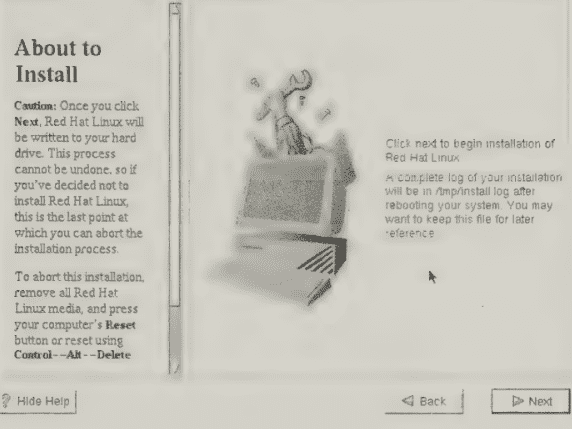 About to
Install
Caution: Once you click
Next, Red Hat Linux will
be written to your hard
drive. This process
cannot be undone, so if
you've decided not to
install Red Hat Linux,
this is the last point at
which you can abort the
installation process.
To abort this installation,
remove all Red Hat
Linux media, and press
your computer's Reset
button or reset using
Control--Alt--Delete
Click next to begin installation of
Red Hat Linux
A complete log of your installation
will be in /tmp/install log after
rebooting your system. You may
want to keep this file for later
reference
Hide Help
Back
Next